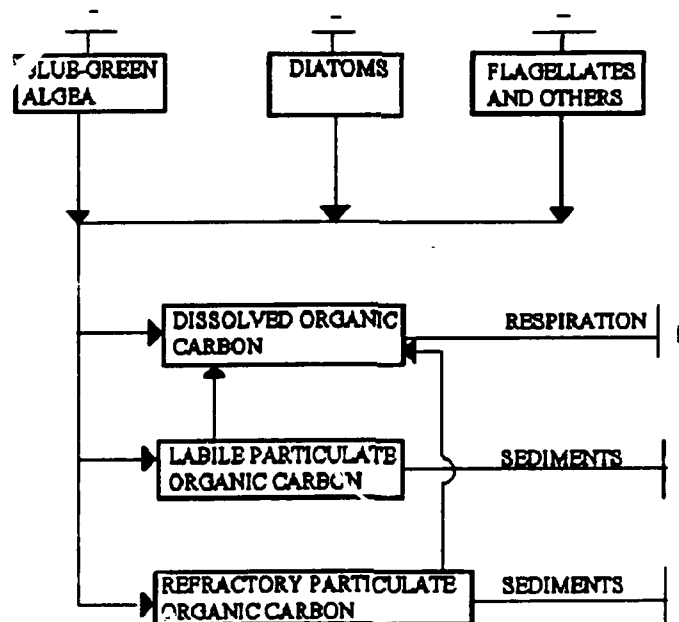 BLUE-GREEN
ALGEA
DIATOMS
FLAGELLATES
AND OTHERS
DISSOLVED ORGANIC
CARBON
RESPIRATION
LABILE PARTICULATE
ORGANIC CARBON
SEDIMENTS
REFRACTORY PARTICULATE
ORGANIC CARBON
SEDIMENTS